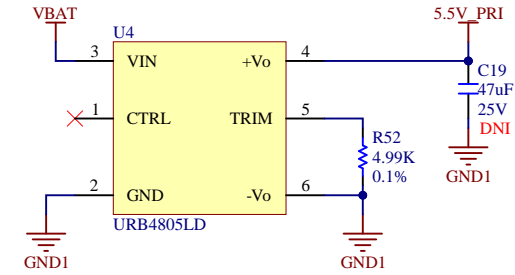 VBAT
U4
5.5V_PRI
3
VIN
+Vo
4
C19
47uF
25V
DNI
1
CTRL
TRIM
5
R52
4.99K
0.1%
GND1
2
GND
-Vo
6
URB4805LD
GND1
GND1